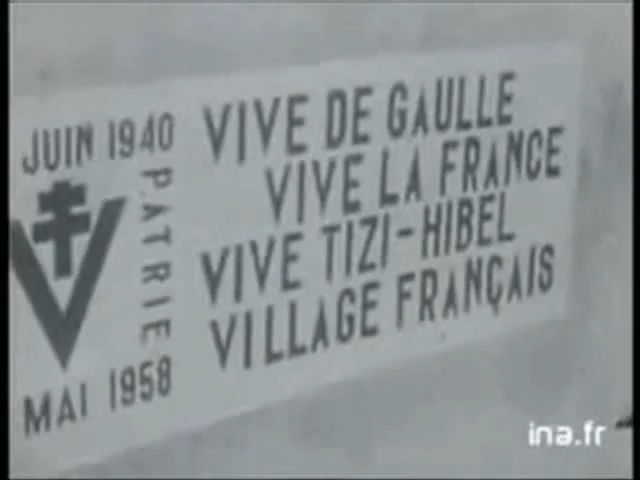 JUIN 1940
PATRIE
MAI 1958
VIVE DE GAULLE
VIVE LA FRANCE
VIVE TIZI-HIBEL
VILLAGE FRANÇAIS
ina.fr